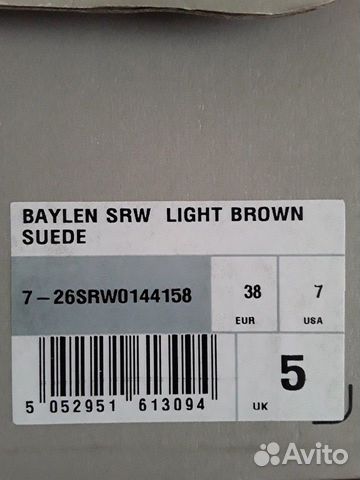 BAYLEN SRW LIGHT BROWN
SUEDE
7-26SRW0144158
38
EUR
7
USA
5 052951 613094
5
UK
Avito